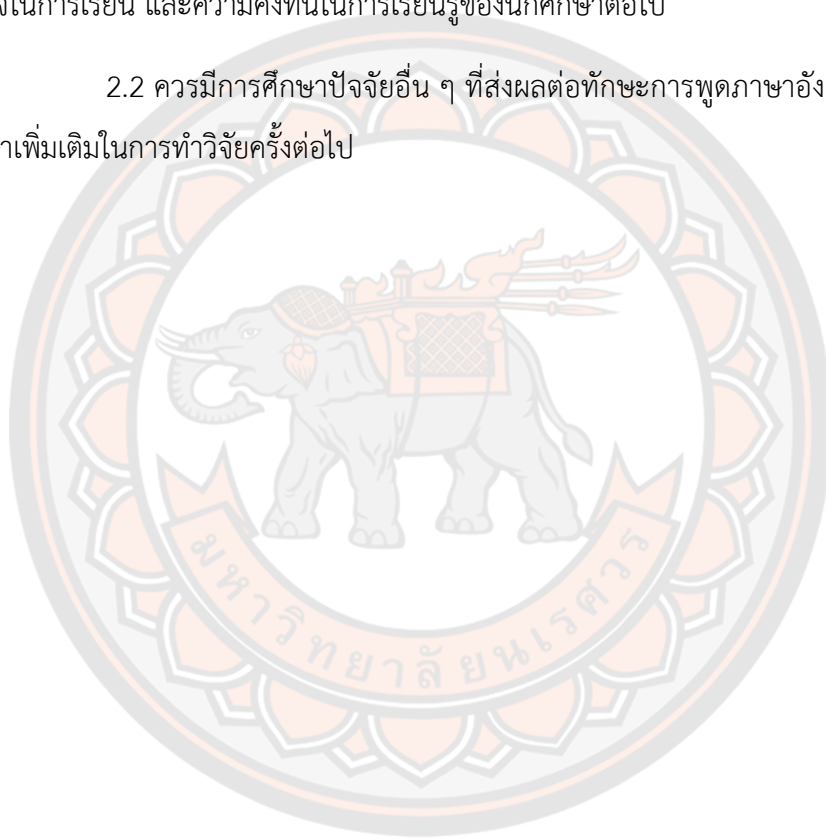 ในการเรียน และความคงทนในการเรียนรู้ของนักศึกษาต่อไป
2.2 ควรมีการศึกษาปัจจัยอื่น ๆ ที่ส่งผลต่อทักษะการพูดภาษาอัง
เพิ่มเติมในการทำวิจัยครั้งต่อไป
มหาวิทยาลัยนเรศวร